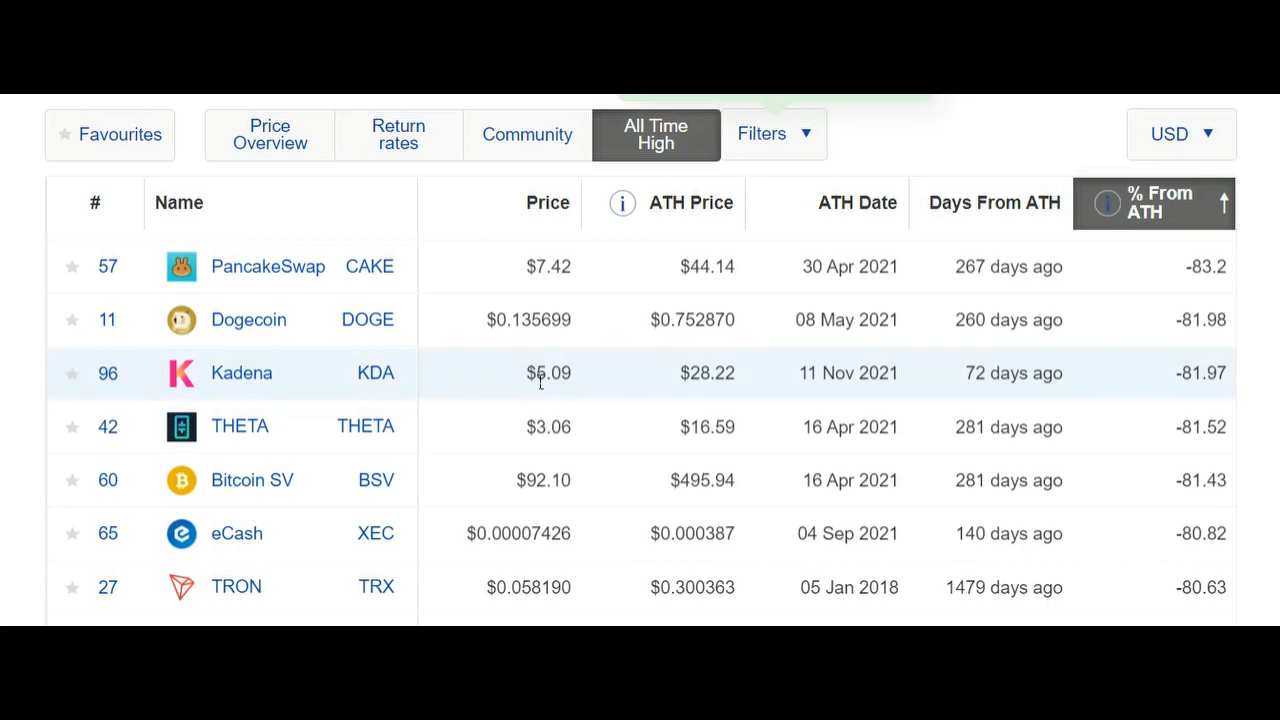 Favourites
Price Overview
Return rates
Community
All Time High
Filters
USD
# Name Price ATH Price ATH Date Days From ATH % From ATH
57 PancakeSwap CAKE $7.42 $44.14 30 Apr 2021 267 days ago -83.2
11 Dogecoin DOGE $0.135699 $0.752870 08 May 2021 260 days ago -81.98
96 Kadena KDA $5.09 $28.22 11 Nov 2021 72 days ago -81.97
42 THETA THETA $3.06 $16.59 16 Apr 2021 281 days ago -81.52
60 Bitcoin SV BSV $92.10 $495.94 16 Apr 2021 281 days ago -81.43
65 eCash XEC $0.00007426 $0.000387 04 Sep 2021 140 days ago -80.82
27 TRON TRX $0.058190 $0.300363 05 Jan 2018 1479 days ago -80.63